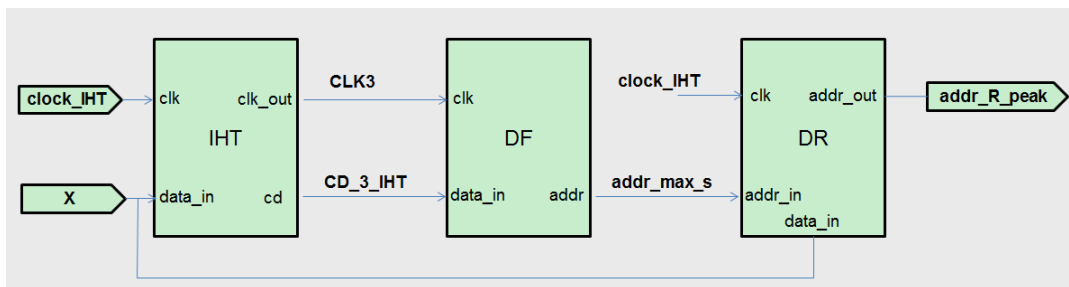 clock_IHT
clk
clk_out
IHT
X
data_in
cd
CLK3
CD_3_IHT
clk
DF
data_in
addr
clock_IHT
addr_max_s
clk
addr_out
DR
addr_in
data_in
addr_R_peak